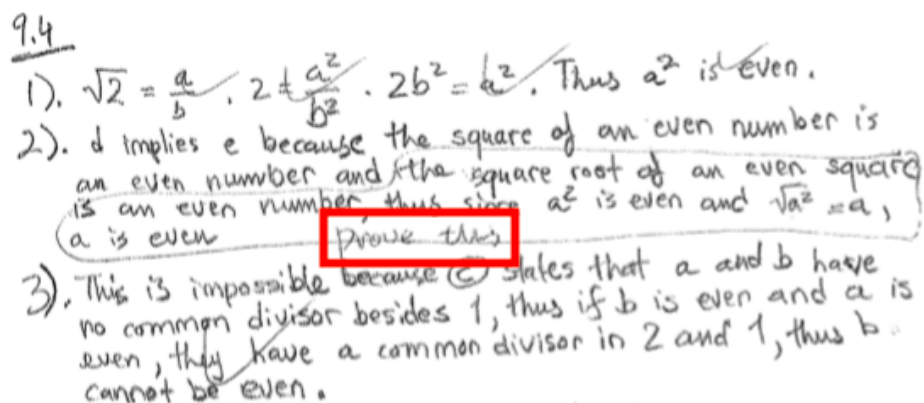 9.4
1). √2 = a/b . 2 = a²/b² . 2b² = a² . Thus a² is even.
2). d implies e because the square of an even number is
an even number and the square root of an even square
is an even number, thus since a² is even and √a² = a,
a is even prove this
3). This is impossible because (c) states that a and b have
no common divisor besides 1, thus if b is even and a is
even, they have a common divisor in 2 and 1, thus b
cannot be even.